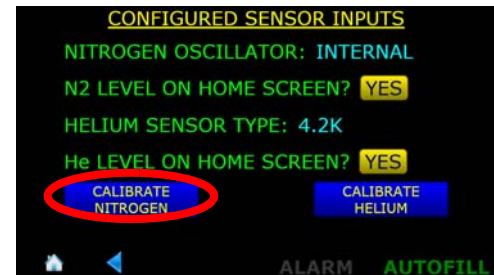 CONFIGURED SENSOR INPUTS
NITROGEN OSCILLATOR: INTERNAL
N2 LEVEL ON HOME SCREEN? YES
HELIUM SENSOR TYPE: 4.2K
He LEVEL ON HOME SCREEN? YES
CALIBRATE
NITROGEN
CALIBRATE
HELIUM
ALARM AUTOFILL